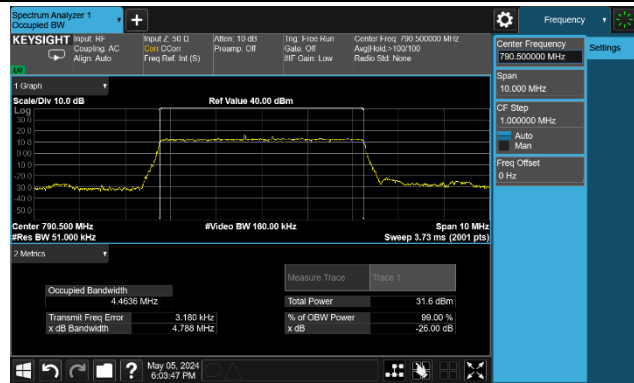 Spectrum Analyzer 1
Occupied BW
Frequency
KEYSIGHT
Input: RF
Coupling: AC
Align: Auto
Input Z: 50 Ω
Corr CCorr
Freq Ref: Int (S)
Atten: 10 dB
Preamp: Off
Trig: Free Run
Gate: Off
#IF Gain: Low
Center Freq: 790.500000 MHz
Avg|Hold:>100/100
Radio Std: None
Center Frequency
790.500000 MHz
Settings
Span
10.000 MHz
CF Step
1.000000 MHz
Auto
Man
Freq Offset
0 Hz
1 Graph
Scale/Div 10.0 dB
Ref Value 40.00 dBm
Log
30.0
20.0
10.0
0.00
-10.0
-20.0
-30.0
-40.0
-50.0
Center 790.500 MHz
#Video BW 160.00 kHz
Span 10 MHz
#Res BW 51.000 kHz
Sweep 3.73 ms (2001 pts)
2 Metrics
Measure Trace
Trace 1
Occupied Bandwidth
4.4636 MHz
Total Power
31.6 dBm
Transmit Freq Error
3.180 kHz
% of OBW Power
99.00 %
x dB Bandwidth
4.788 MHz
x dB
-26.00 dB
May 05, 2024
6:03:47 PM